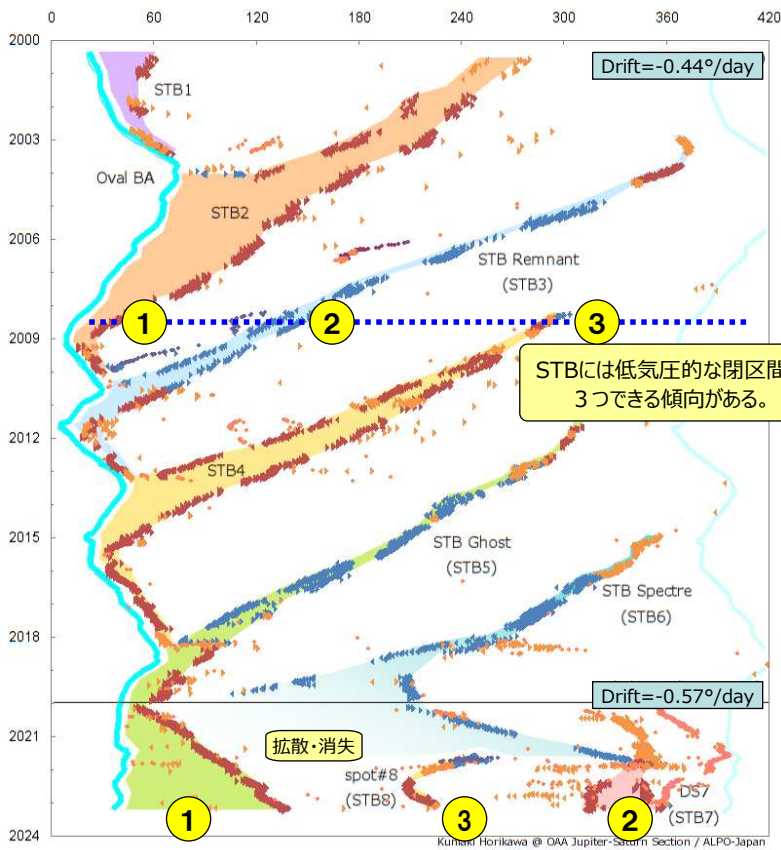 0 60 120 180 240 300 360 420
2000
Drift=-0.44°/day
STB1
2003
Oval BA
STB2
2006
STB Remnant
(STB3)
1 2 3
2009
STBには低気圧的な閉区間
3つできる傾向がある。
2012
STB4
2015
STB Ghost
(STB5)
STB Spectre
(STB6)
2018
Drift=-0.57°/day
2021
拡散・消失
spot#8
(STB8)
DS7
(STB7)
1 3 2
2024
Kuniaki Horikawa @ OAA Jupiter-Saturn Section / ALPO-Japan